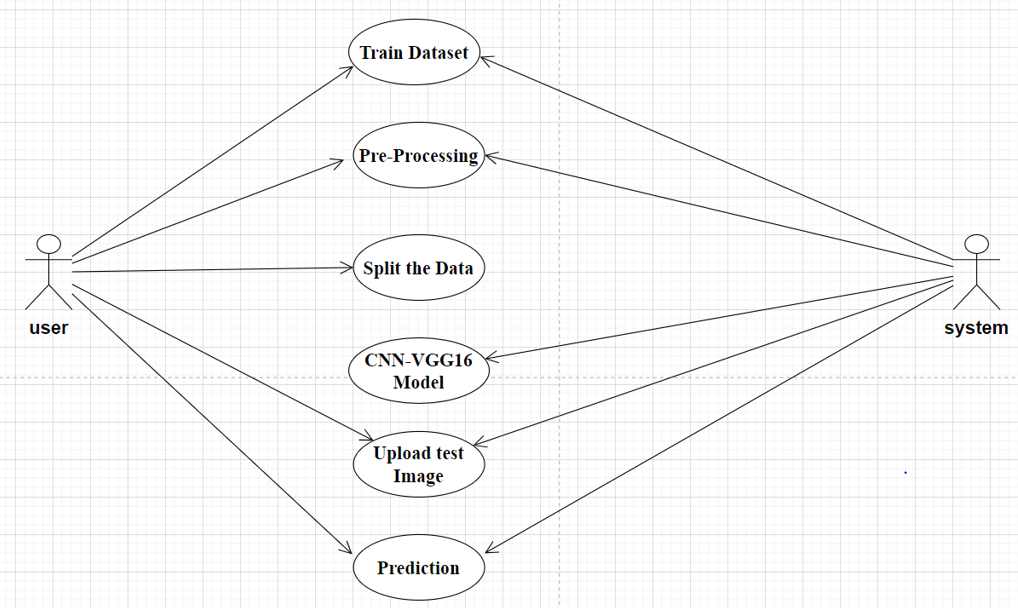 Train Dataset
Pre-Processing
Split the Data
user
system
CNN-VGG16
Model
Upload test
Image
Prediction